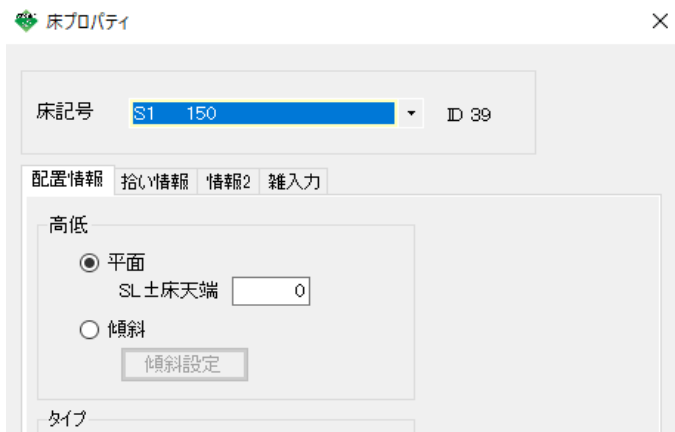 床プロパティ
床記号 S1 150 ID 39
配置情報 拾い情報 情報2 雑入力
高低
平面
SL±床天端 0
傾斜
傾斜設定
タイプ